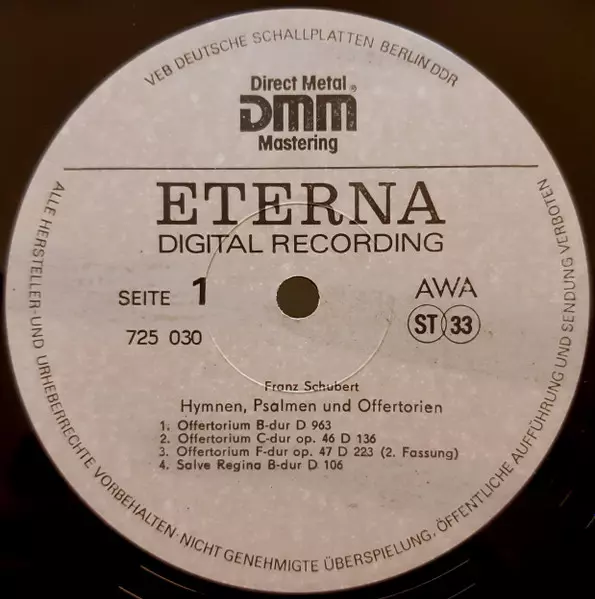 VEB DEUTSCHE SCHALLPLATTEN BERLIN DDR
Direct Metal
DMM®
Mastering
ETERNA
DIGITAL RECORDING
SEITE 1
AWA
725 030
ST 33
Franz Schubert
Hymnen, Psalmen und Offertorien
1. Offertorium B-dur D 963
2. Offertorium C-dur op. 46 D 136
3. Offertorium F-dur op. 47 D 223 (2. Fassung)
4. Salve Regina B-dur D 106
ALLE HERSTELLER- UND URHEBERRECHTE VORBEHALTEN · NICHT GENEHMIGTE ÜBERSPIELUNG, ÖFFENTLICHE AUFFÜHRUNG UND SENDUNG VERBOTEN